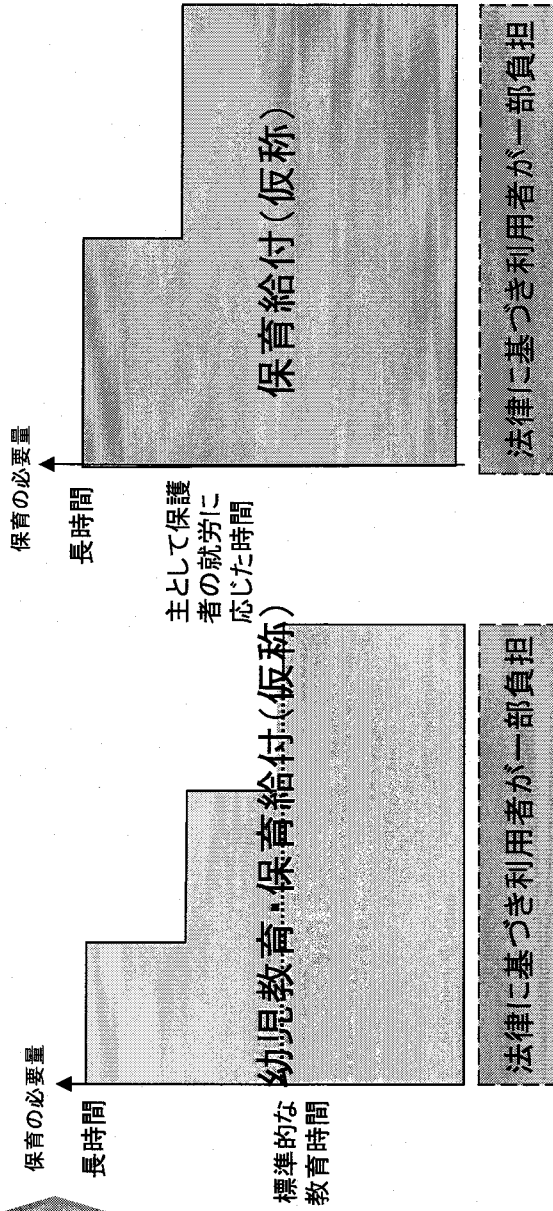 保育の必要量
長時間
標準的な
教育時間
幼児教育・保育給付(仮称)
法律に基づき利用者が一部負担
保育の必要量
長時間
主として保護
者の就労に
応じた時間
保育給付(仮称)
法律に基づき利用者が一部負担